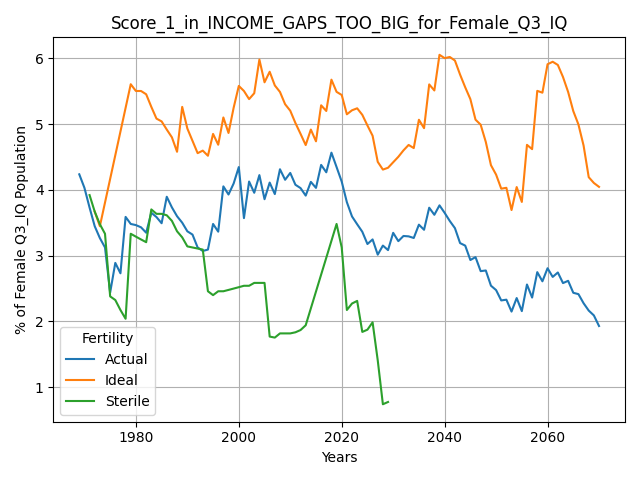 Score_1_in_INCOME_GAPS_TOO_BIG_for_Female_Q3_IQ
% of Female Q3_IQ Population
6
5
4
3
2
1
Fertility
Actual
Ideal
Sterile
1980
2000
2020
2040
2060
Years